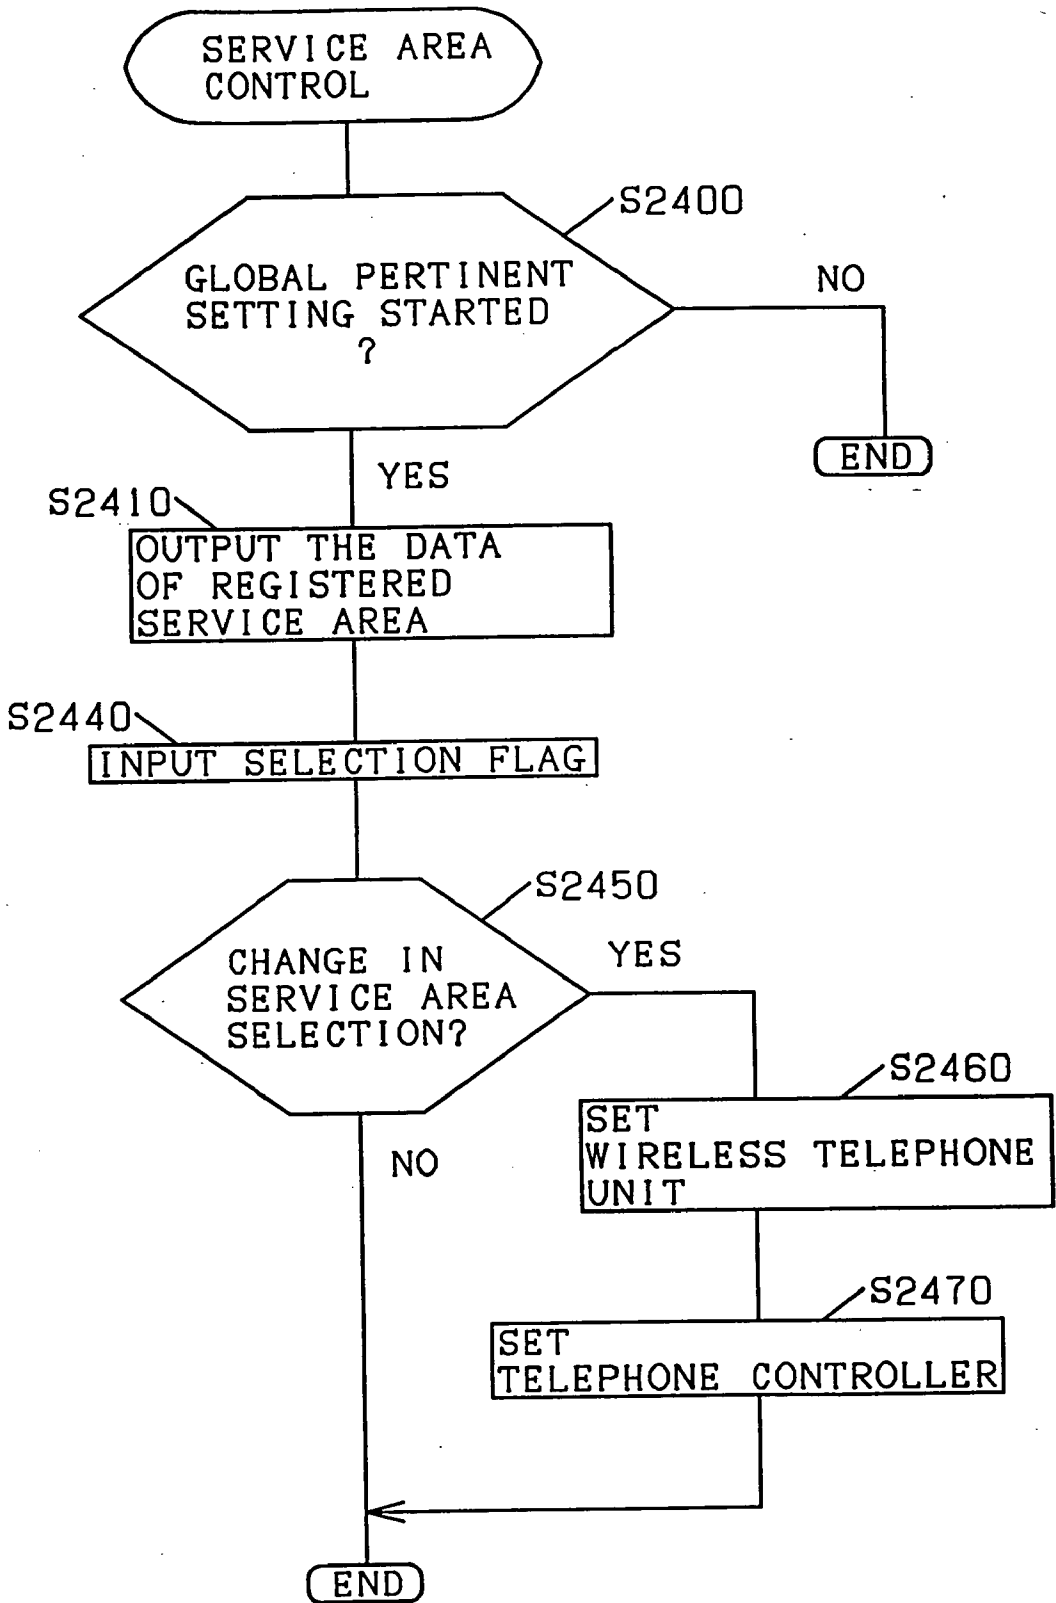 SERVICE AREA
CONTROL
S2400
GLOBAL PERTINENT
SETTING STARTED
?
NO
END
YES
S2410
OUTPUT THE DATA
OF REGISTERED
SERVICE AREA
S2440
INPUT SELECTION FLAG
S2450
CHANGE IN
SERVICE AREA
SELECTION?
YES
S2460
SET
WIRELESS TELEPHONE
UNIT
NO
S2470
SET
TELEPHONE CONTROLLER
END